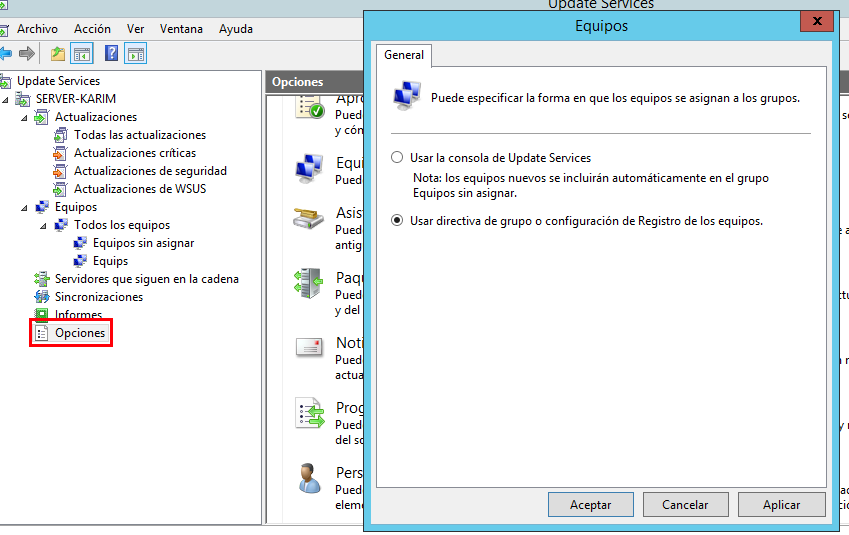 Update Services
Archivo Acción Ver Ventana Ayuda
Update Services
SERVER-KARIM
Actualizaciones
Todas las actualizaciones
Actualizaciones críticas
Actualizaciones de seguridad
Actualizaciones de WSUS
Equipos
Todos los equipos
Equipos sin asignar
Equips
Servidores que siguen en la cadena
Sincronizaciones
Informes
Opciones
Opciones
y cón
Equi
Pued
Asis
Pued
antig
Paqu
Pued
y del
Noti
Pued
actua
Prog
Pued
del so
Pers
Pued
eleme
Equipos
General
Puede especificar la forma en que los equipos se asignan a los grupos.
Usar la consola de Update Services
Nota: los equipos nuevos se incluirán automáticamente en el grupo
Equipos sin asignar.
Usar directiva de grupo o configuración de Registro de los equipos.
Aceptar Cancelar Aplicar